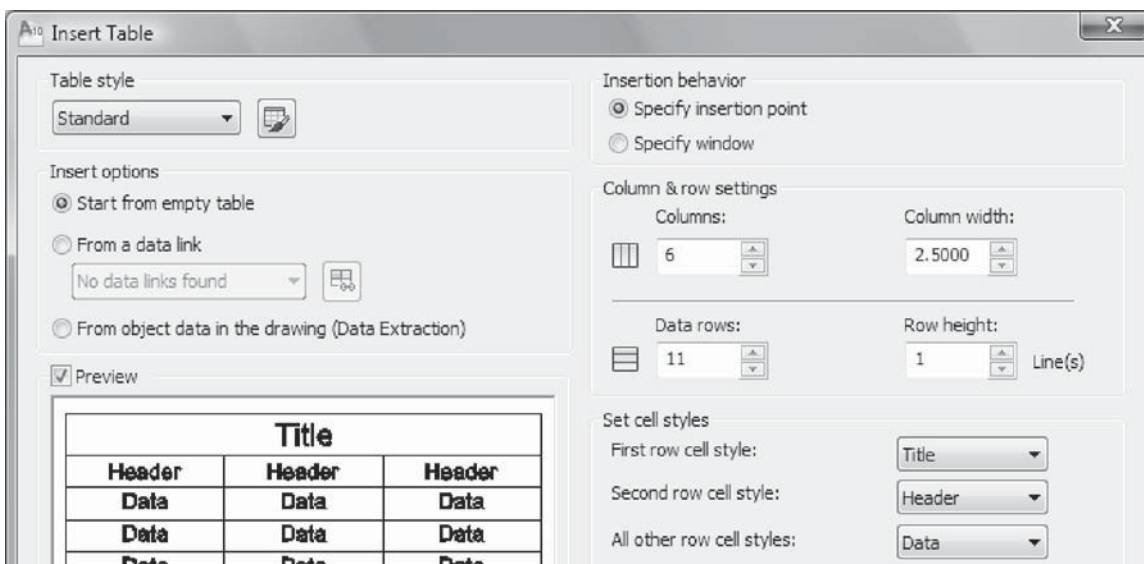 A10 Insert Table
Table style
Standard
Insert options
Start from empty table
From a data link
No data links found
From object data in the drawing (Data Extraction)
Preview
Title
Header Header Header
Data Data Data
Data Data Data
Data Data Data
Insertion behavior
Specify insertion point
Specify window
Column & row settings
Columns: Column width:
6 2.5000
Data rows: Row height:
11 1 Line(s)
Set cell styles
First row cell style: Title
Second row cell style: Header
All other row cell styles: Data